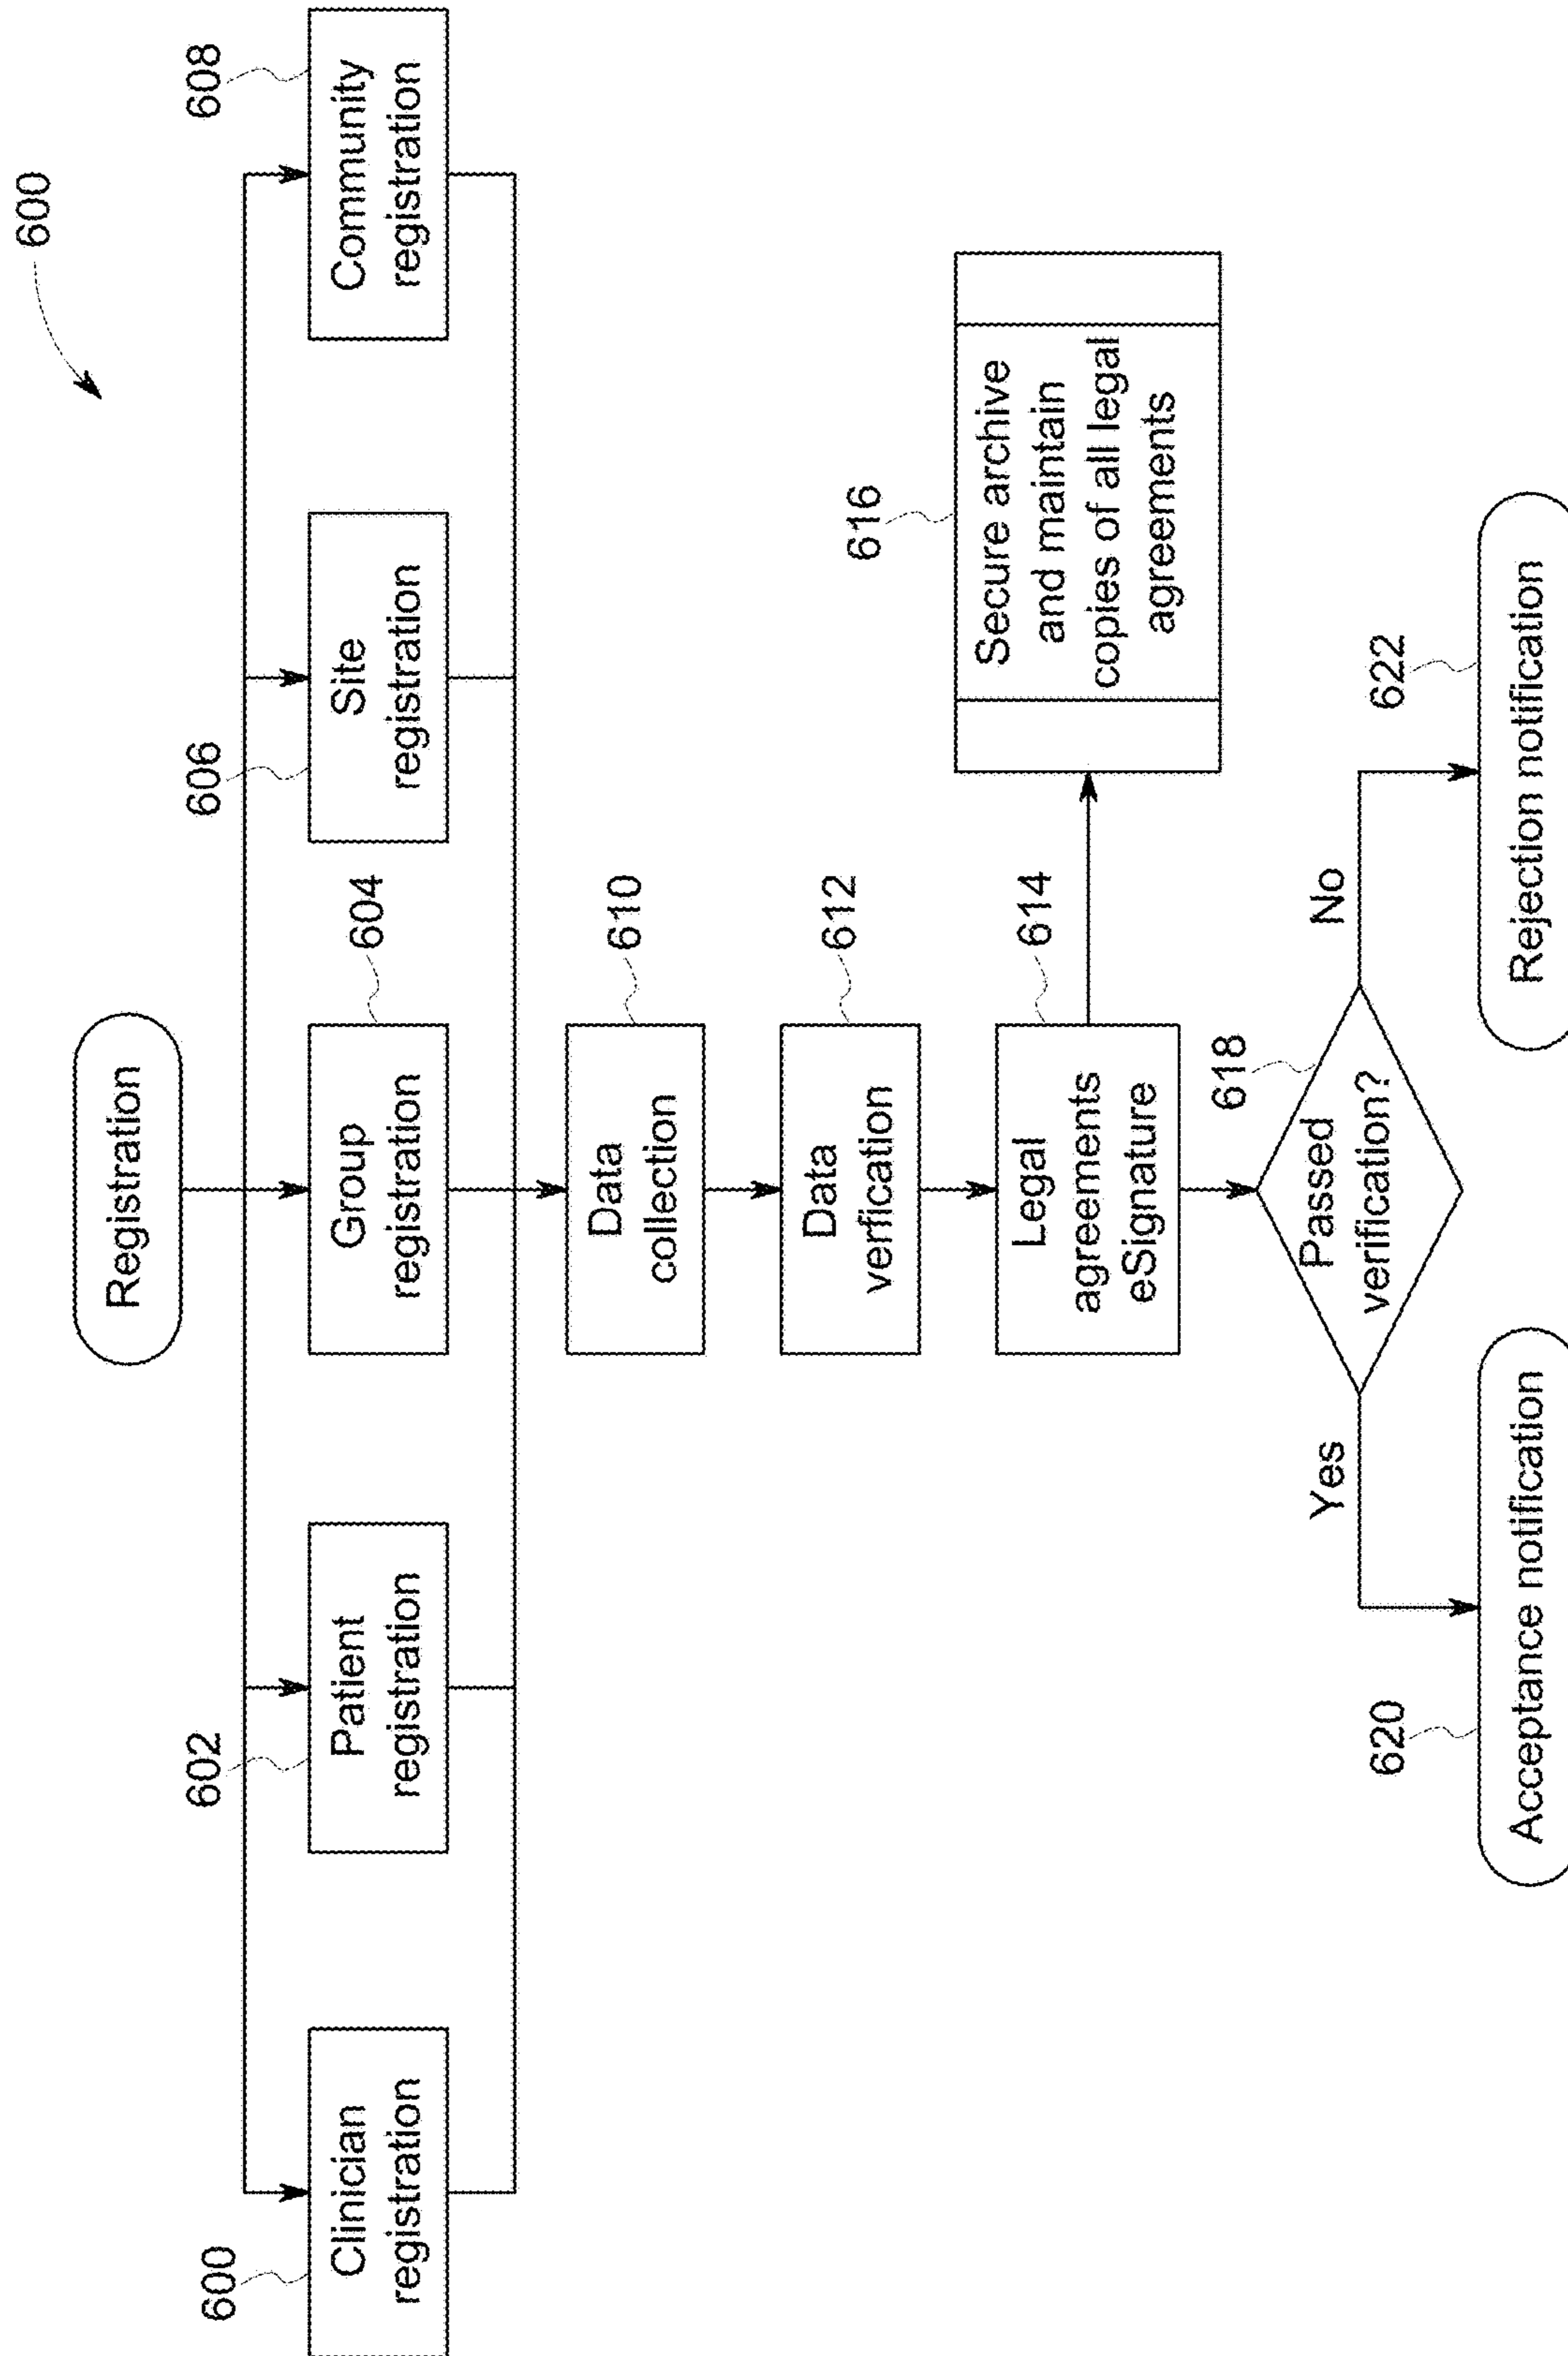 600
Registration
600
602
606
608
Clinician
registration
Patient
registration
Group
registration
604
Site
registration
Community
registration
Data
collection
610
Data
verfication
612
Legal
agreements
eSignature
614
616
Secure archive
and maintain
copies of all legal
agreements
618
Passed
verification?
Yes
No
620
622
Acceptance notification
Rejection notification